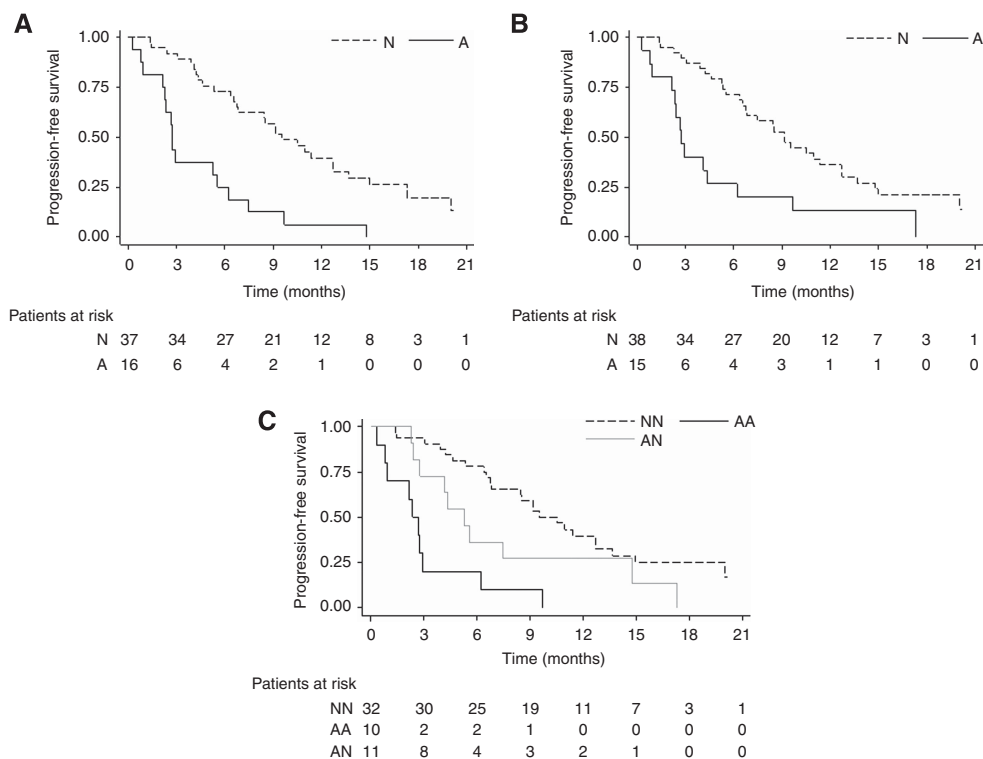 A
B
N A
N A
Progression-free survival
1.00
0.75
0.50
0.25
0.00
0 3 6 9 12 15 18 21
Time (months)
Patients at risk
N 37 34 27 21 12 8 3 1
A 16 6 4 2 1 0 0 0
Progression-free survival
1.00
0.75
0.50
0.25
0.00
0 3 6 9 12 15 18 21
Time (months)
Patients at risk
N 38 34 27 20 12 7 3 1
A 15 6 4 3 1 1 0 0
C
NN AA
AN
Progression-free survival
1.00
0.75
0.50
0.25
0.00
0 3 6 9 12 15 18 21
Time (months)
Patients at risk
NN 32 30 25 19 11 7 3 1
AA 10 2 2 1 0 0 0 0
AN 11 8 4 3 2 1 0 0